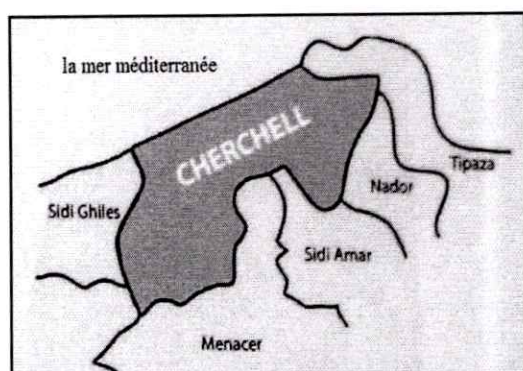 la mer méditerranée
CHERCHELL
Tipaza
Nador
Sidi Ghiles
Sidi Amar
Menacer